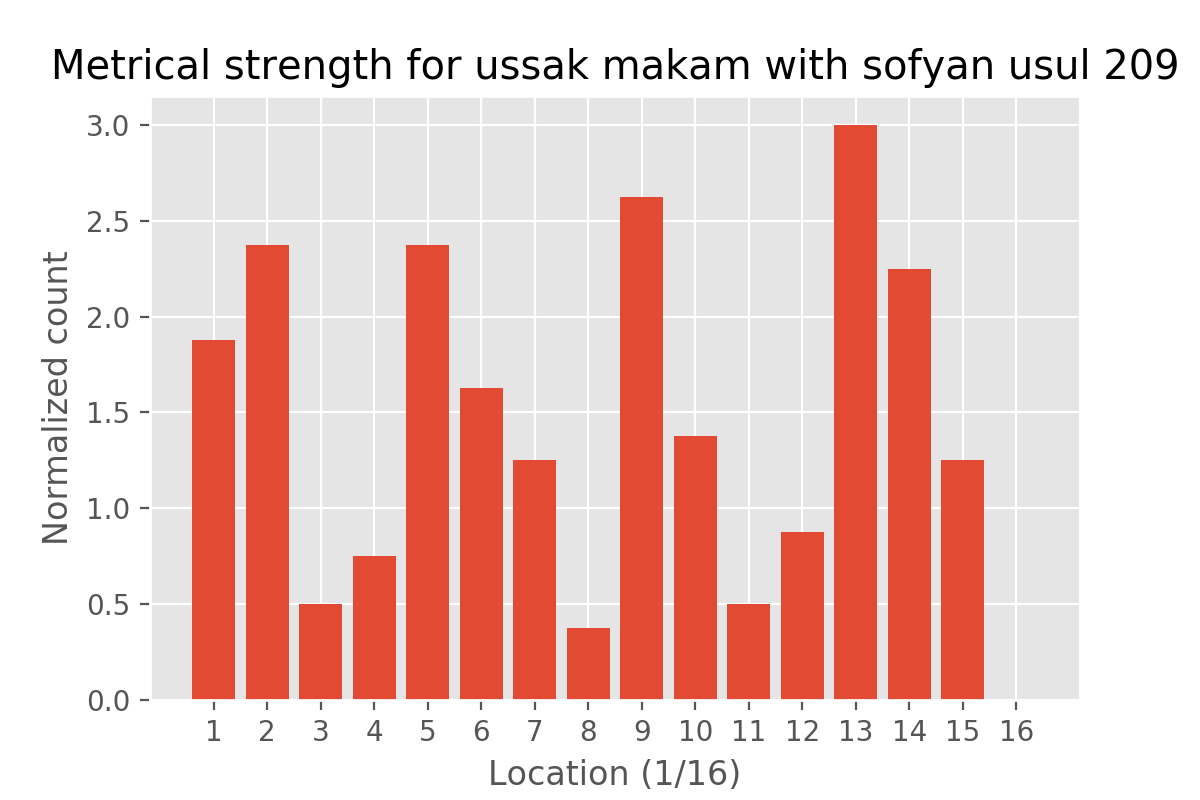 Metrical strength for ussak makam with sofyan usul 209
3.0
2.5
2.0
1.5
1.0
0.5
0.0
Normalized count
1 2 3 4 5 6 7 8 9 10 11 12 13 14 15 16
Location (1/16)